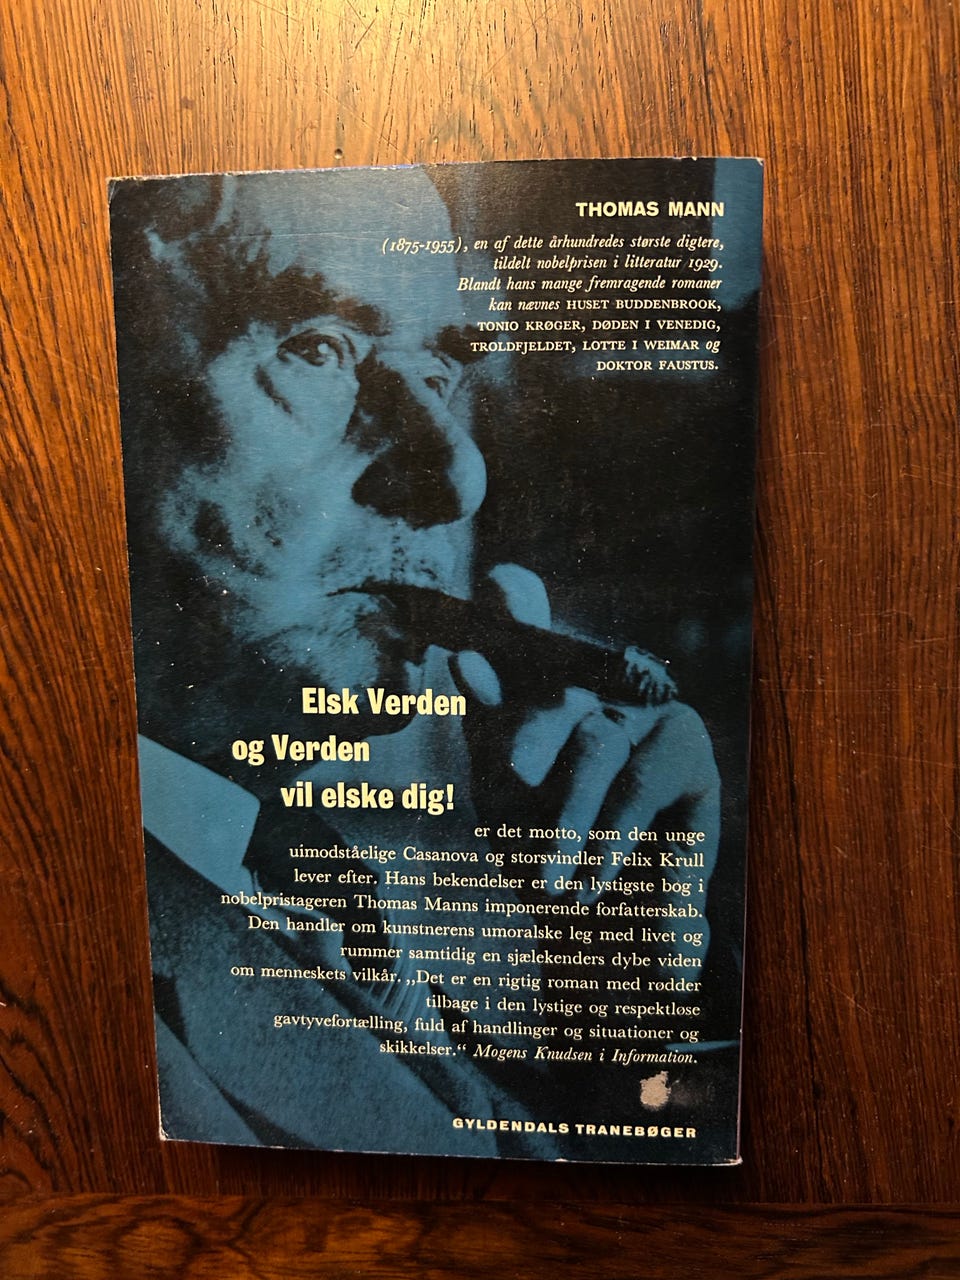 THOMAS MANN
(1875-1955), en af dette århundredes største digtere,
tildelt nobelprisen i litteratur 1929.
Blandt hans mange fremragende romaner
kan nævnes HUSET BUDDENBROOK,
TONIO KRØGER, DØDEN I VENEDIG,
TROLDFJELDET, LOTTE I WEIMAR og
DOKTOR FAUSTUS.
Elsk Verden
og Verden
vil elske dig!
er det motto, som den unge
uimodståelige Casanova og storsvindler Felix Krull
lever efter. Hans bekendelser er den lystigste bog i
nobelpristageren Thomas Manns imponerende forfatterskab.
Den handler om kunstnerens umoralske leg med livet og
rummer samtidig en sjælekenders dybe viden
om menneskets vilkår. „Det er en rigtig roman med rødder
tilbage i den lystige og respektløse
gavtyvefortælling, fuld af handlinger og situationer og
skikkelser.“ Mogens Knudsen i Information.
GYLDENDALS TRANEBØGER